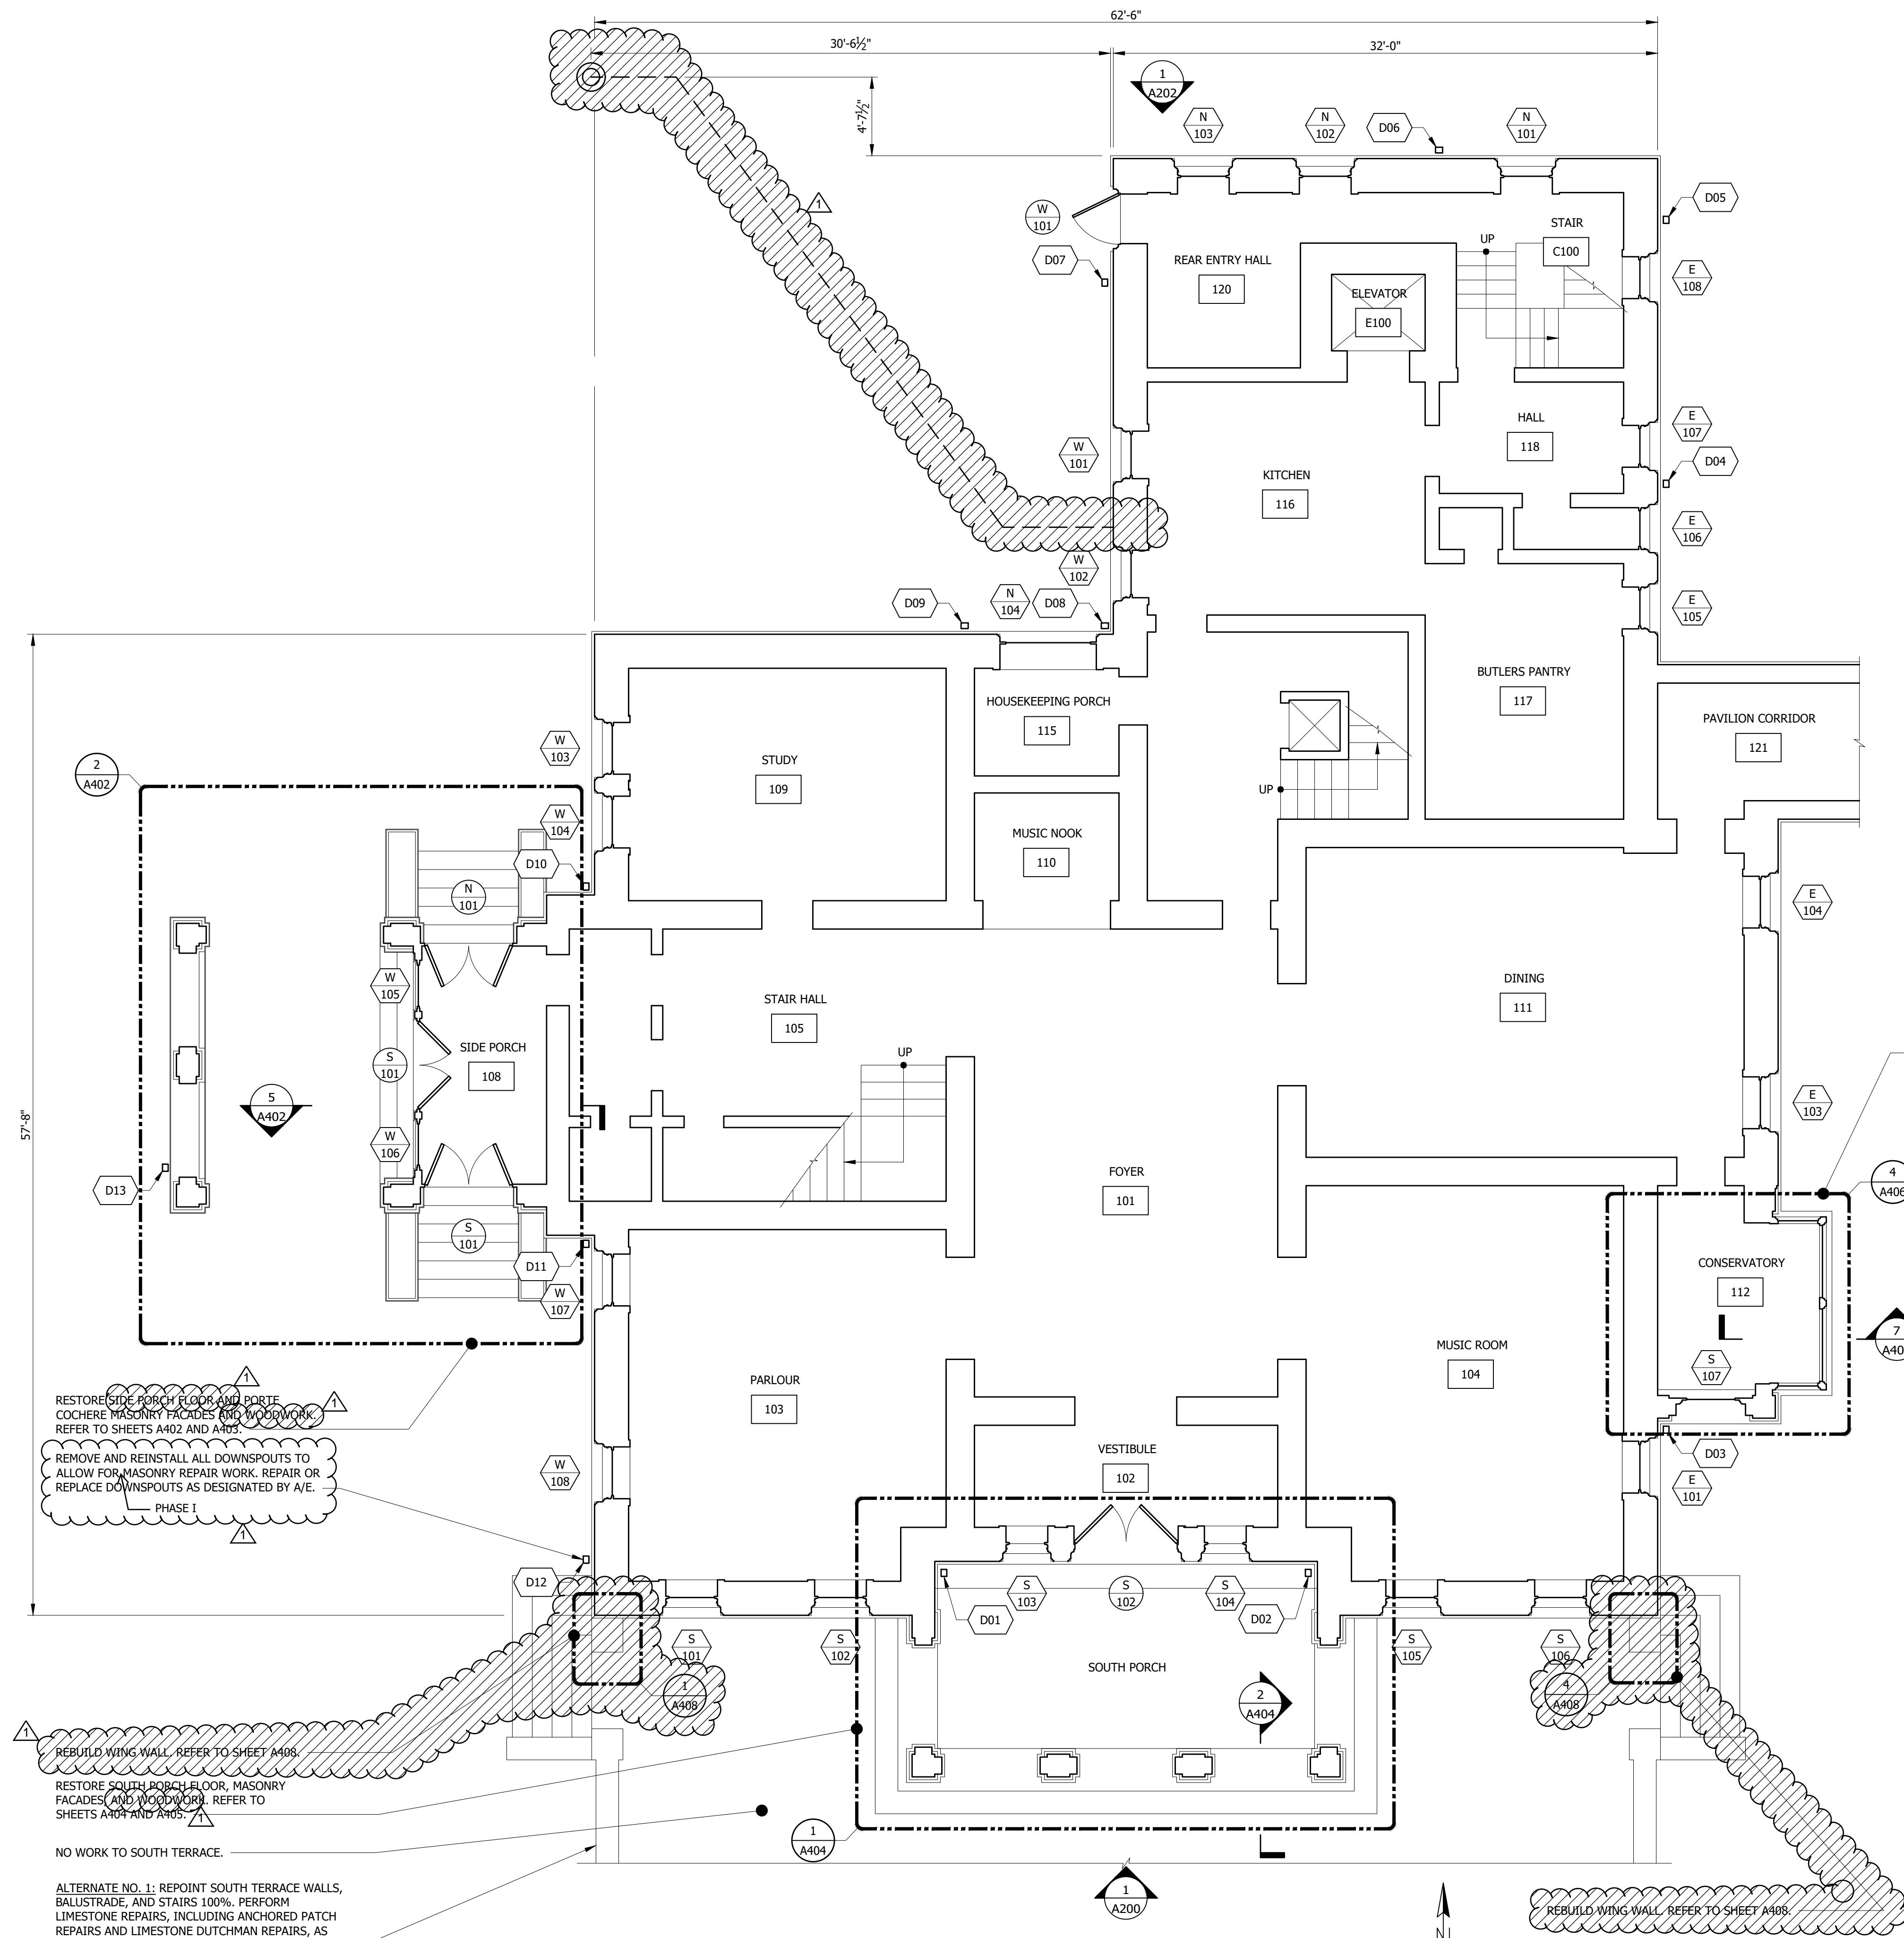 62'-6"
30'-6½"
32'-0"
4'-7½"
1
A202
N
103
N
102
D06
N
101
D05
1
W
101
STAIR
C100
UP
D07
REAR ENTRY HALL
120
E
108
ELEVATOR
E100
HALL
118
E
107
D04
W
101
KITCHEN
116
E
106
W
102
D09
N
104
D08
E
105
BUTLERS PANTRY
117
HOUSEKEEPING PORCH
115
PAVILION CORRIDOR
121
W
103
2
A402
STUDY
109
UP
W
104
MUSIC NOOK
110
D10
N
101
E
104
W
105
DINING
111
STAIR HALL
105
SIDE PORCH
108
S
101
UP
5
A402
E
103
57'-8"
W
106
D13
FOYER
101
4
A406
S
101
D11
CONSERVATORY
112
W
107
7
MUSIC ROOM
104
S
107
PARLOUR
103
1
1
RESTORE SIDE PORCH FLOOR AND PORTE
COCHERE MASONRY FACADES AND WOODWORK.
REFER TO SHEETS A402 AND A403.
REMOVE AND REINSTALL ALL DOWNSPOUTS TO
ALLOW FOR MASONRY REPAIR WORK. REPAIR OR
REPLACE DOWNSPOUTS AS DESIGNATED BY A/E.
PHASE I
1
W
108
VESTIBULE
102
D03
E
101
D12
S
103
S
102
S
104
D01
D02
S
101
S
102
S
105
S
106
SOUTH PORCH
1
A408
2
A404
4
A408
1
REBUILD WING WALL. REFER TO SHEET A408.
RESTORE SOUTH PORCH FLOOR, MASONRY
FACADES, AND WOODWORK. REFER TO
SHEETS A404 AND A405.
1
NO WORK TO SOUTH TERRACE.
1
A404
1
A200
ALTERNATE NO. 1: REPOINT SOUTH TERRACE WALLS,
BALUSTRADE, AND STAIRS 100%. PERFORM
LIMESTONE REPAIRS, INCLUDING ANCHORED PATCH
REPAIRS AND LIMESTONE DUTCHMAN REPAIRS, AS
REBUILD WING WALL. REFER TO SHEET A408.
N